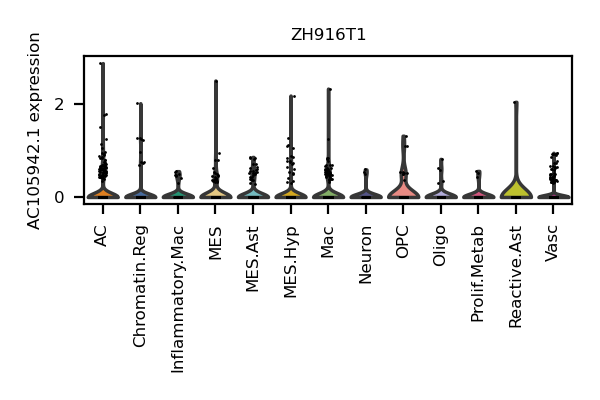 ZH916T1
AC105942.1 expression
2
0
AC
Chromatin.Reg
Inflammatory.Mac
MES
MES.Ast
MES.Hyp
Mac
Neuron
OPC
Oligo
Prolif.Metab
Reactive.Ast
Vasc